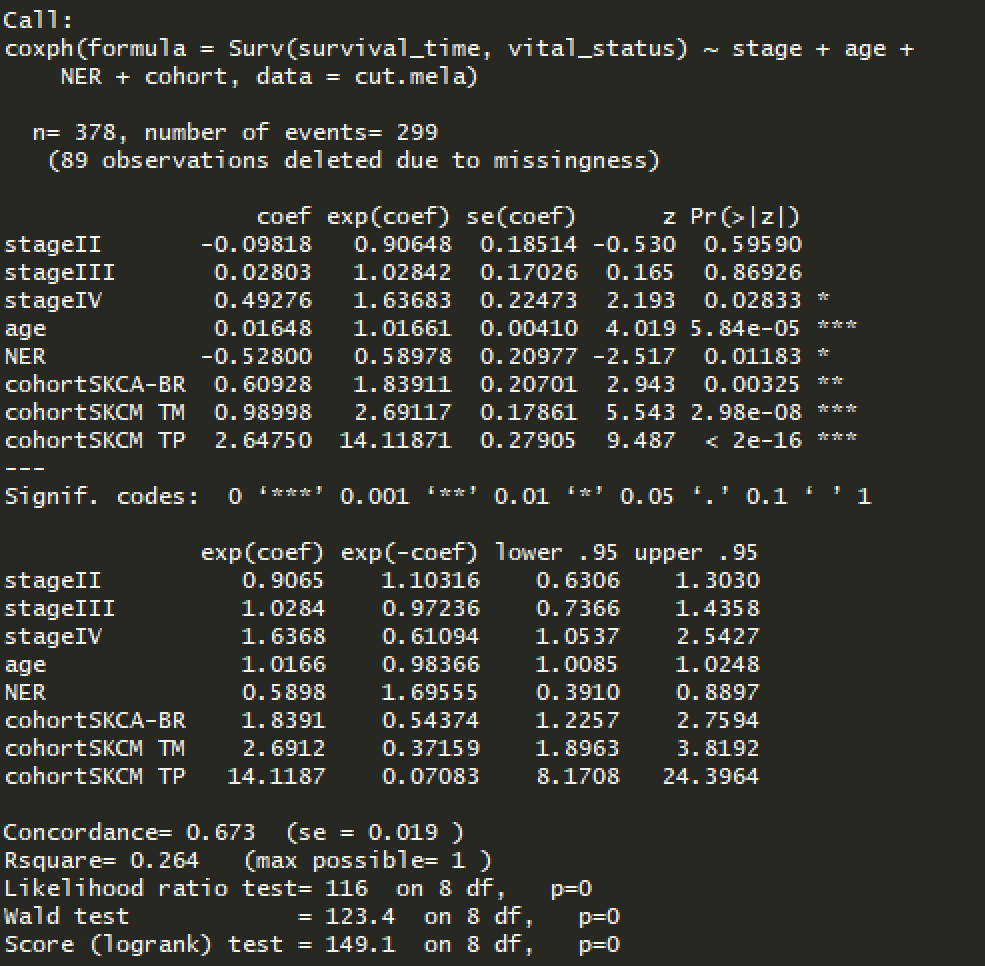 Call:
coxph(formula = Surv(survival_time, vital_status) ~ stage + age +
    NER + cohort, data = cut.mela)

  n= 378, number of events= 299
   (89 observations deleted due to missingness)

                  coef exp(coef) se(coef)      z Pr(>|z|)
stageII       -0.09818   0.90648  0.18514 -0.530  0.59590
stageIII       0.02803   1.02842  0.17026  0.165  0.86926
stageIV        0.49276   1.63683  0.22473  2.193  0.02833 *
age            0.01648   1.01661  0.00410  4.019 5.84e-05 ***
NER           -0.52800   0.58978  0.20977 -2.517  0.01183 *
cohortSKCA-BR  0.60928   1.83911  0.20701  2.943  0.00325 **
cohortSKCM TM  0.98998   2.69117  0.17861  5.543 2.98e-08 ***
cohortSKCM TP  2.64750  14.11871  0.27905  9.487  < 2e-16 ***
---
Signif. codes:  0 ‘***’ 0.001 ‘**’ 0.01 ‘*’ 0.05 ‘.’ 0.1 ‘ ’ 1

              exp(coef) exp(-coef) lower .95 upper .95
stageII          0.9065    1.10316    0.6306    1.3030
stageIII         1.0284    0.97236    0.7366    1.4358
stageIV          1.6368    0.61094    1.0537    2.5427
age              1.0166    0.98366    1.0085    1.0248
NER              0.5898    1.69555    0.3910    0.8897
cohortSKCA-BR    1.8391    0.54374    1.2257    2.7594
cohortSKCM TM    2.6912    0.37159    1.8963    3.8192
cohortSKCM TP   14.1187    0.07083    8.1708   24.3964

Concordance= 0.673  (se = 0.019 )
Rsquare= 0.264   (max possible= 1 )
Likelihood ratio test= 116  on 8 df,   p=0
Wald test            = 123.4  on 8 df,   p=0
Score (logrank) test = 149.1  on 8 df,   p=0